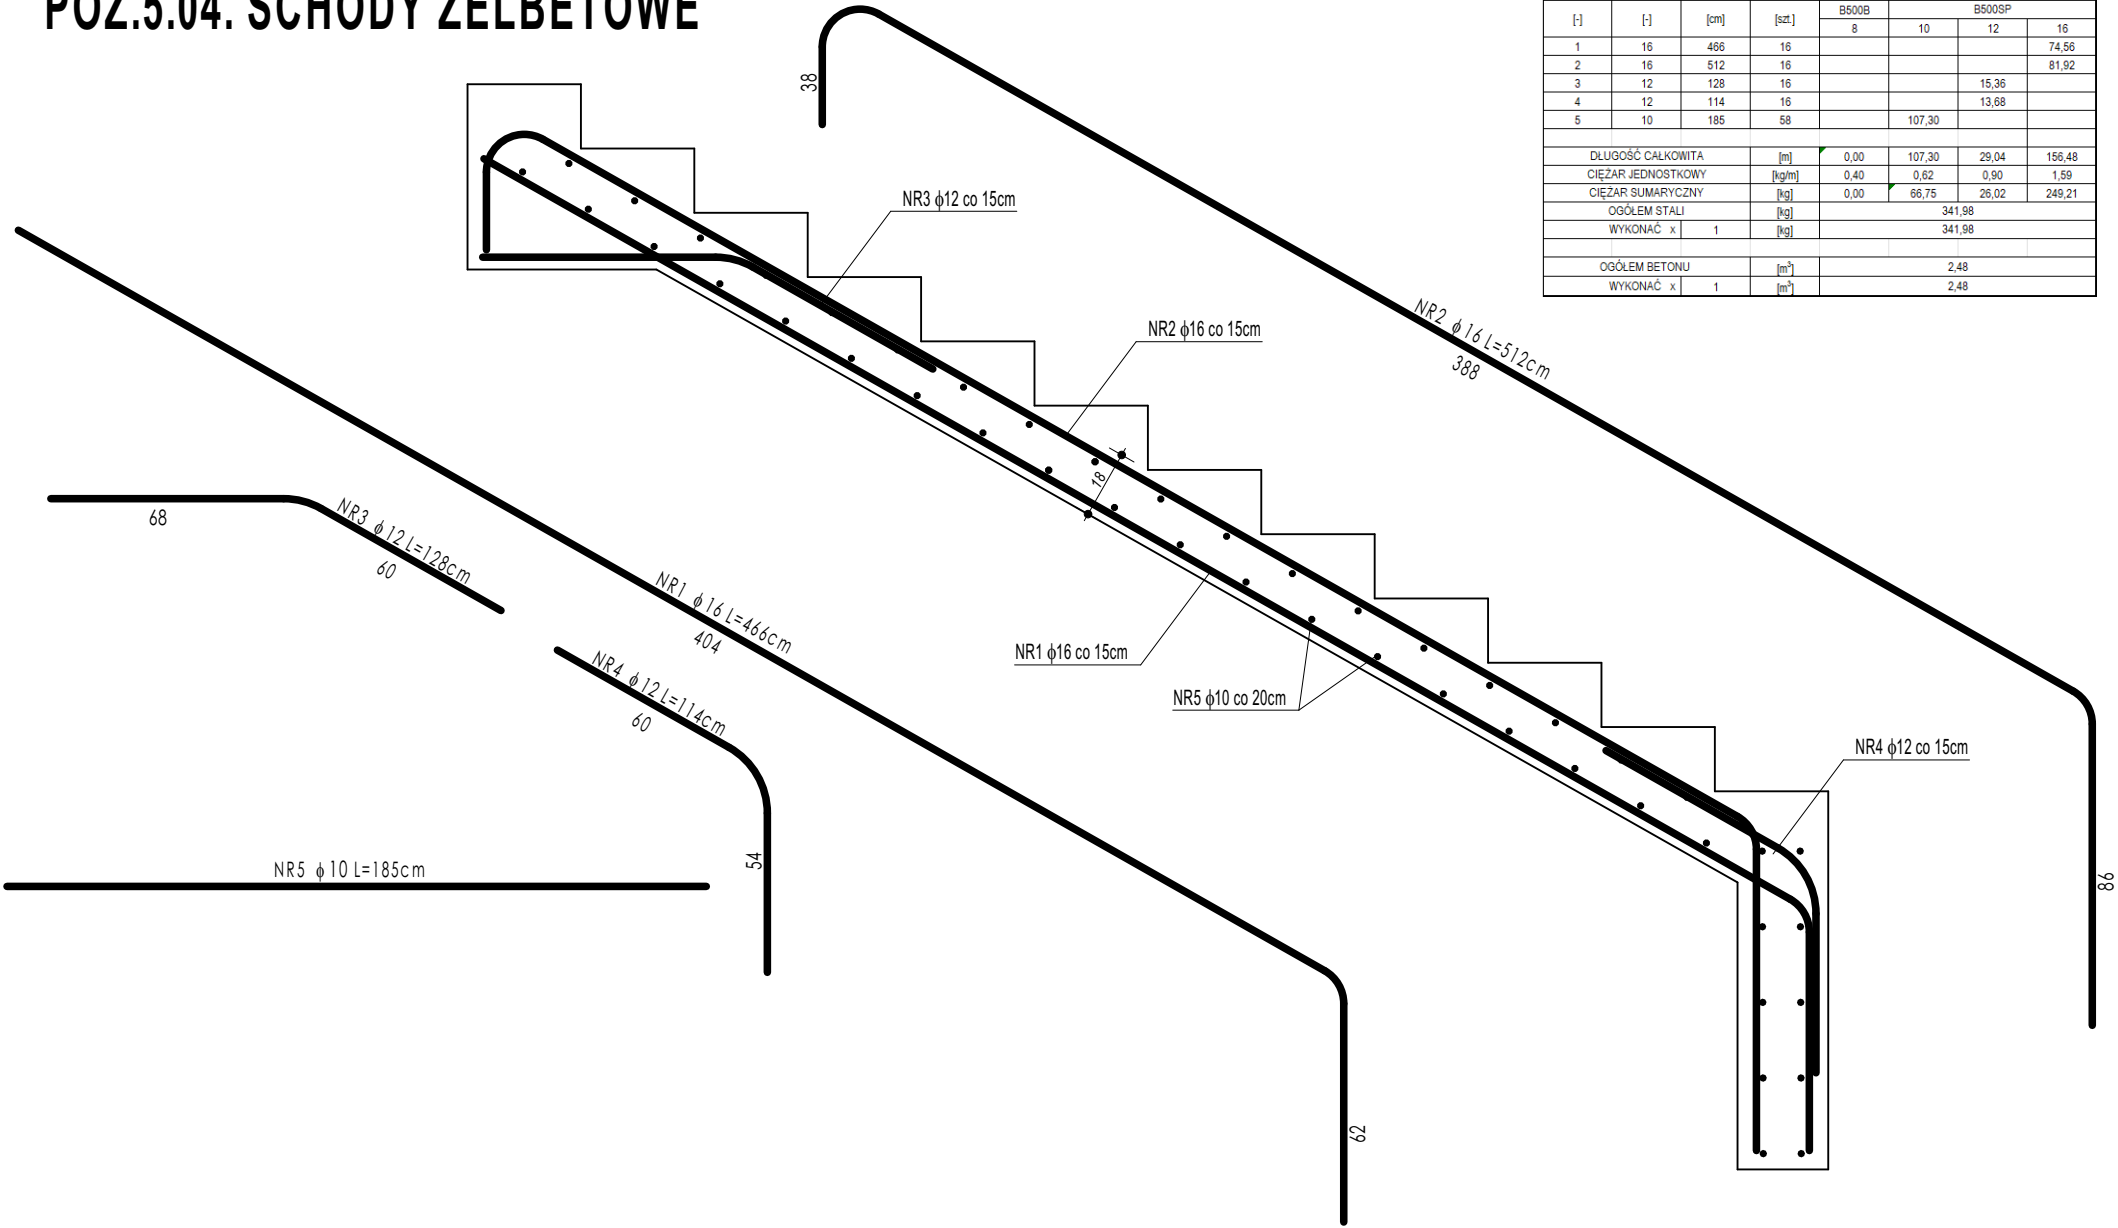 POZ.5.04. SCHODY ŻELBETOWE
[-] [-] [cm] [szt.] B500B B500SP
8 10 12 16
1 16 466 16 74,56
2 16 512 16 81,92
3 12 128 16 15,36
4 12 114 16 13,68
5 10 185 58 107,30
DŁUGOŚĆ CAŁKOWITA [m] 0,00 107,30 29,04 156,48
CIĘŻAR JEDNOSTKOWY [kg/m] 0,40 0,62 0,90 1,59
CIĘŻAR SUMARYCZNY [kg] 0,00 66,75 26,02 249,21
OGÓŁEM STALI [kg] 341,98
WYKONAĆ x 1 [kg] 341,98
OGÓŁEM BETONU [m³] 2,48
WYKONAĆ x 1 [m³] 2,48
38
NR3 ϕ12 co 15cm
NR2 ϕ16 co 15cm
NR2 ϕ16 L=512cm
388
18
68
NR3 ϕ12 L=128cm
60
NR1 ϕ16 L=466cm
404
NR1 ϕ16 co 15cm
NR5 ϕ10 co 20cm
NR4 ϕ12 L=114cm
60
NR4 ϕ12 co 15cm
54
NR5 ϕ10 L=185cm
86
62